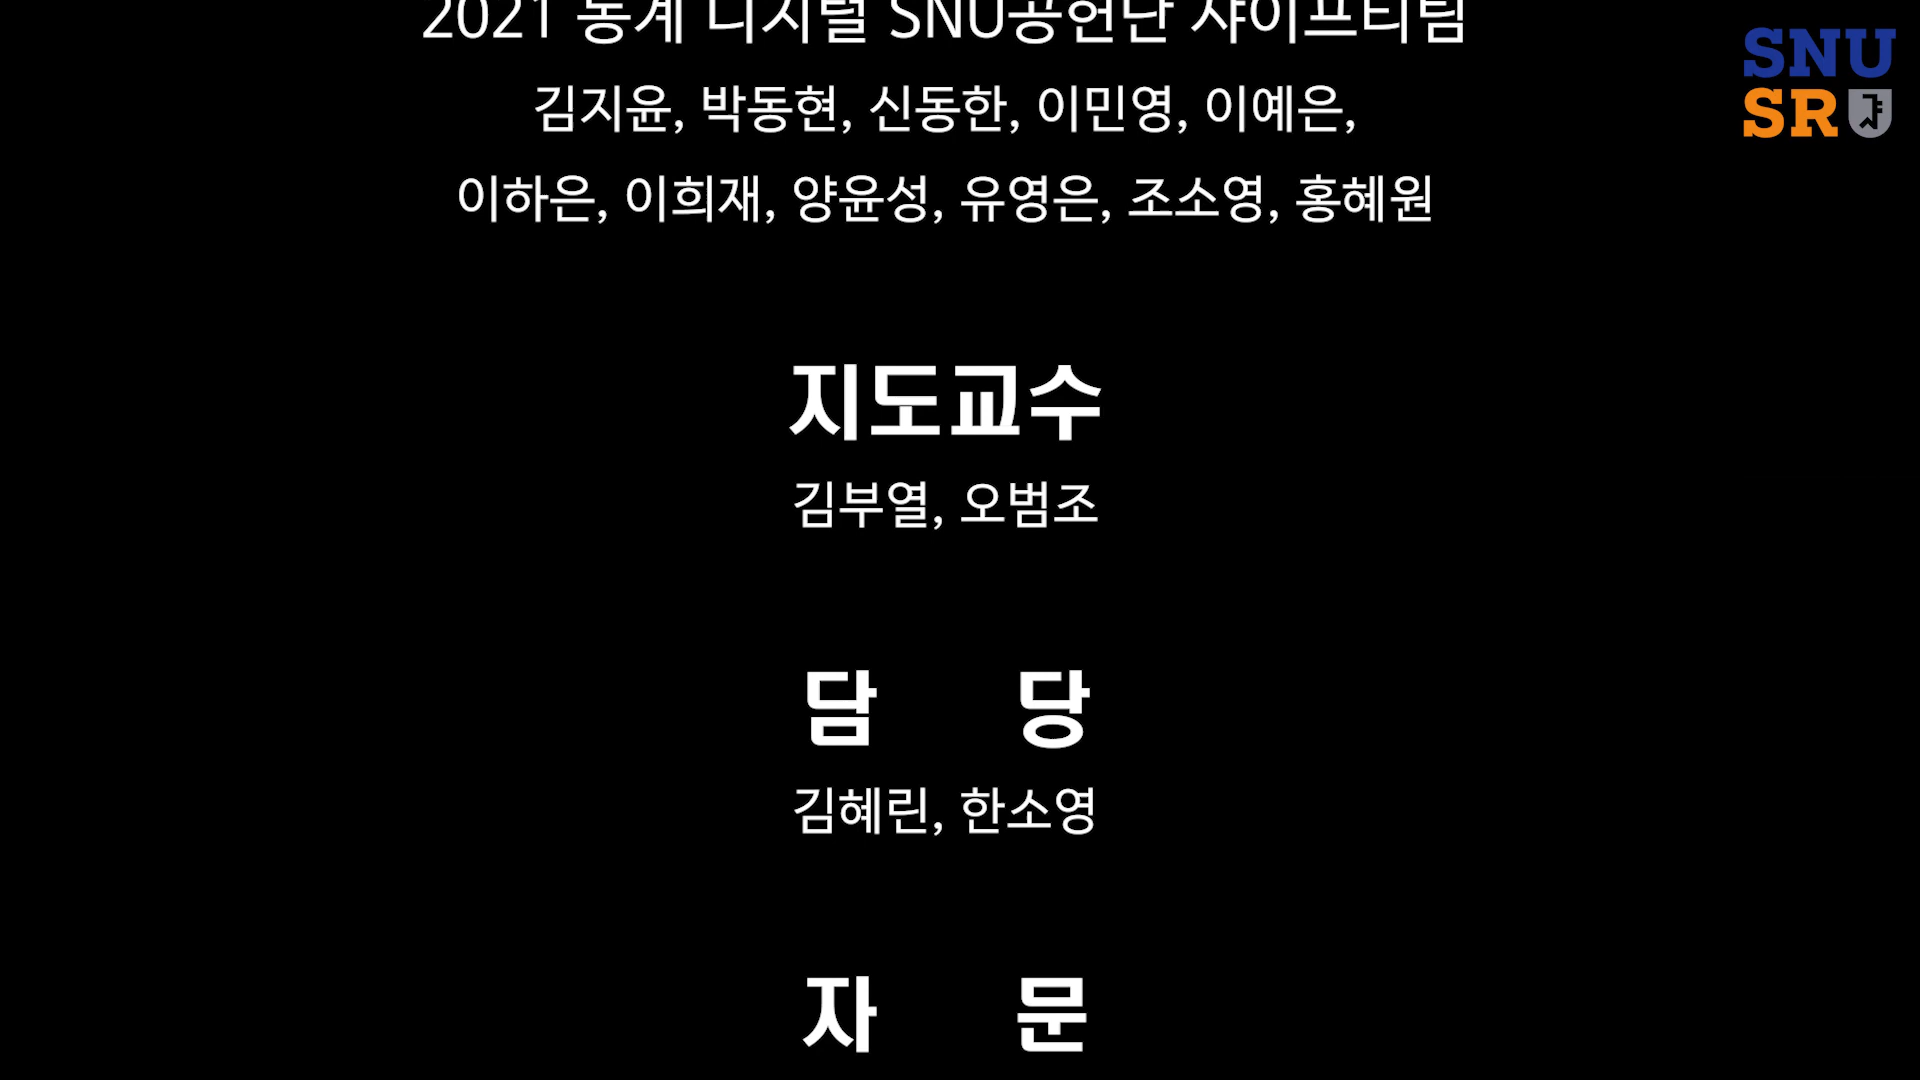 2021 동계 디지털 SNU공헌단 샤이프티팀
김지윤, 박동현, 신동한, 이민영, 이예은,
이하은, 이희재, 양윤성, 유영은, 조소영, 홍혜원
지도교수
김부열, 오범조
담 당
김혜린, 한소영
자 문
SNU
SR